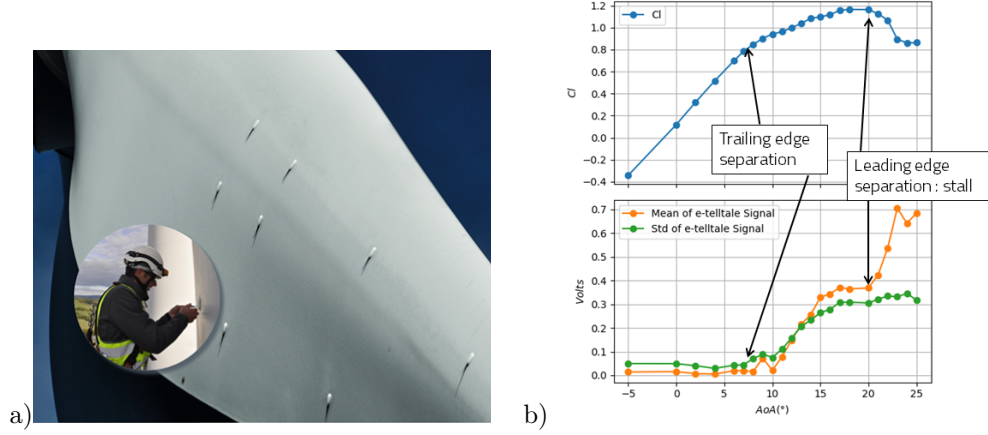 a)
b)
Cl
1.2
1.0
0.8
0.6
0.4
0.2
0.0
−0.2
−0.4
Cl
Trailing edge
separation
Leading edge
separation : stall
Mean of e-telltale Signal
Std of e-telltale Signal
0.7
0.6
0.5
0.4
0.3
0.2
0.1
0.0
Volts
−5
0
5
10
15
20
25
AoA(°)